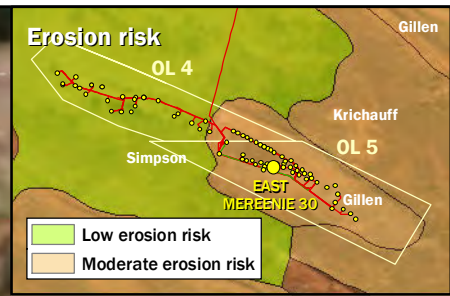 Erosion risk
Gillen
OL 4
Krichauff
OL 5
Simpson
EAST
MEREENIE 30
Gillen
Low erosion risk
Moderate erosion risk